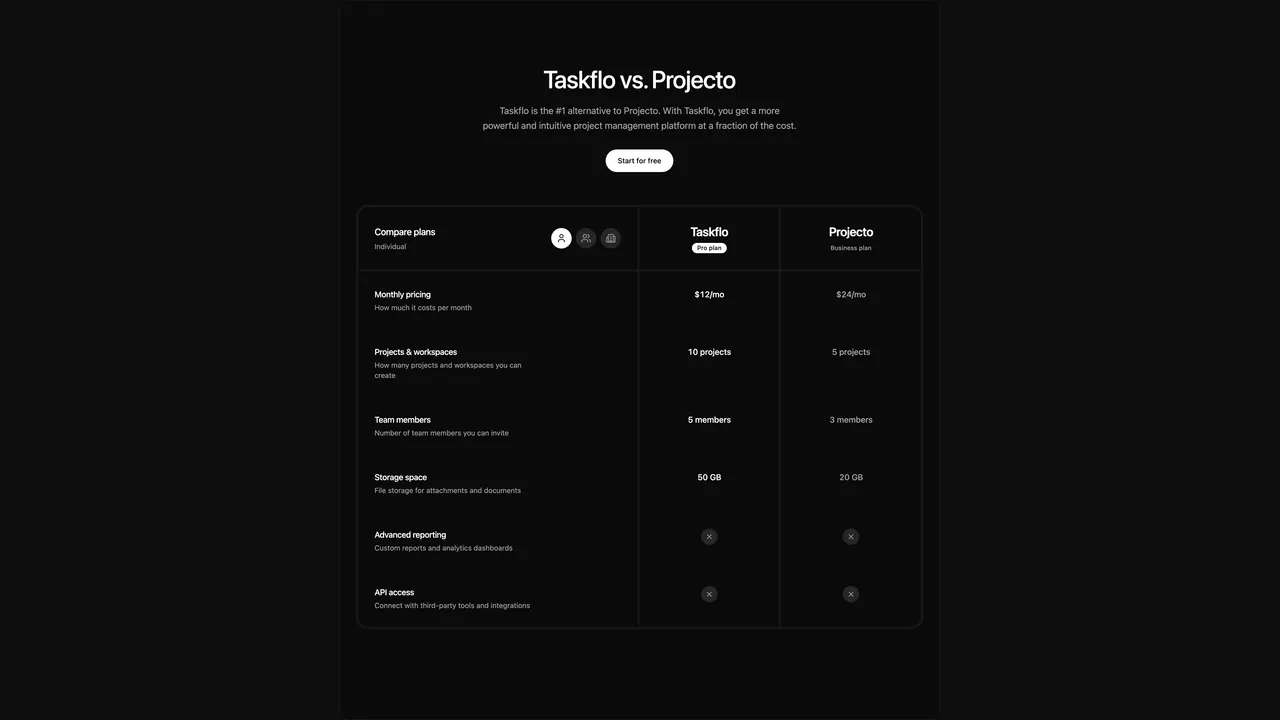 Taskflo vs. Projecto
Taskflo is the #1 alternative to Projecto. With Taskflo, you get a more
powerful and intuitive project management platform at a fraction of the cost.
Start for free
Compare plans
Individual
Taskflo
Pro plan
Projecto
Business plan
Monthly pricing
How much it costs per month
$12/mo
$24/mo
Projects & workspaces
How many projects and workspaces you can
create
10 projects
5 projects
Team members
Number of team members you can invite
5 members
3 members
Storage space
File storage for attachments and documents
50 GB
20 GB
Advanced reporting
Custom reports and analytics dashboards
API access
Connect with third-party tools and integrations